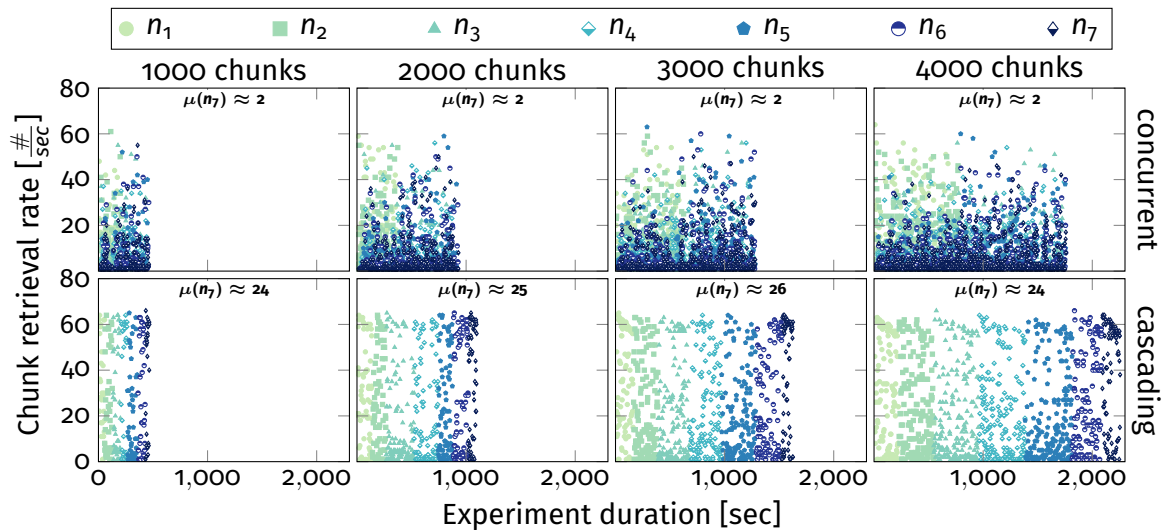 n1 n2 n3 n4 n5 n6 n7
1000 chunks 2000 chunks 3000 chunks 4000 chunks
Chunk retrieval rate [#/sec]
80
60
40
20
0
μ(n7) ≈ 2 μ(n7) ≈ 2 μ(n7) ≈ 2 μ(n7) ≈ 2
concurrent
80
60
40
20
0
μ(n7) ≈ 24 μ(n7) ≈ 25 μ(n7) ≈ 26 μ(n7) ≈ 24
cascading
0 1,000 2,000 1,000 2,000 1,000 2,000 1,000 2,000
Experiment duration [sec]